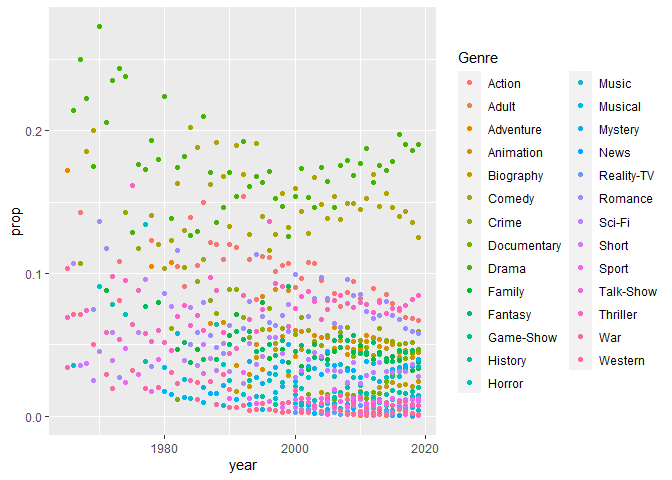 prop
0.2
0.1
0.0
1980
2000
2020
year
Genre
Action
Adult
Adventure
Animation
Biography
Comedy
Crime
Documentary
Drama
Family
Fantasy
Game-Show
History
Horror
Music
Musical
Mystery
News
Reality-TV
Romance
Sci-Fi
Short
Sport
Talk-Show
Thriller
War
Western